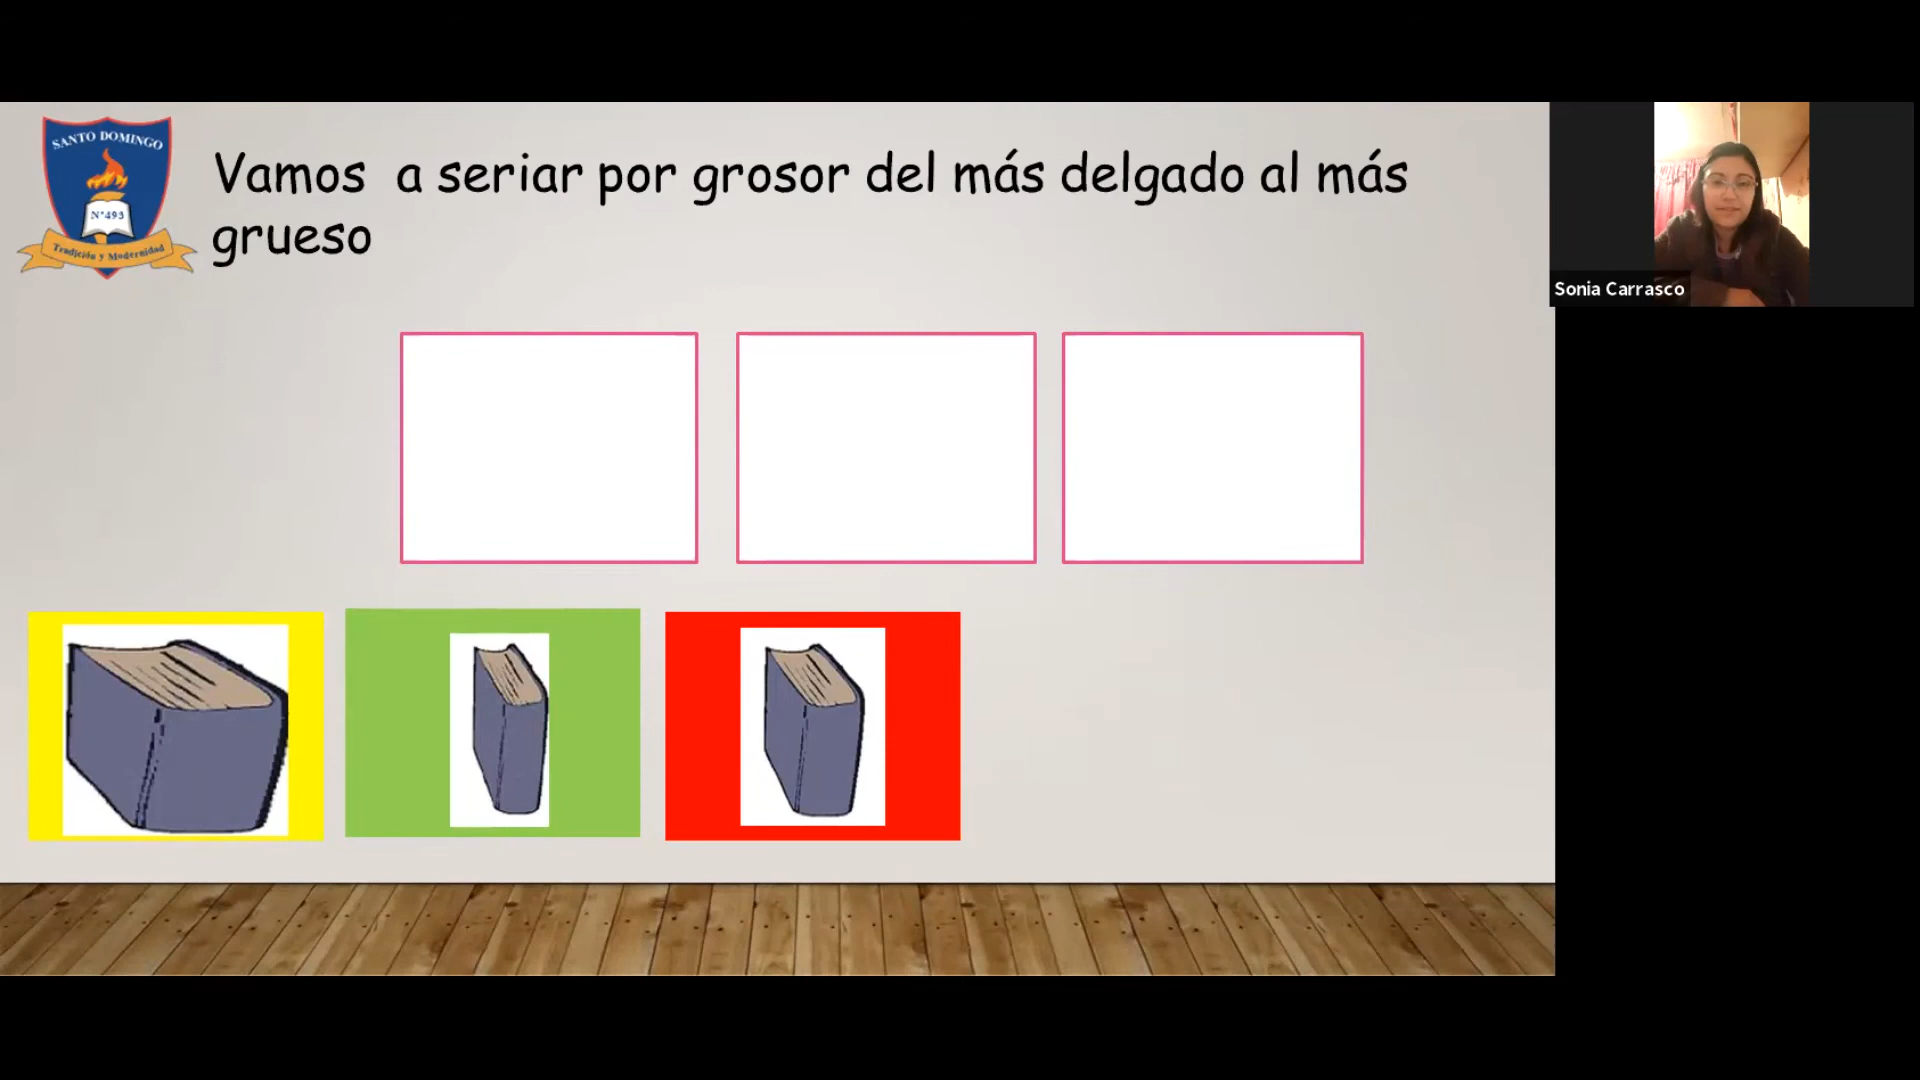 SANTO DOMINGO
N°493
Tradición y Modernidad
Vamos a seriar por grosor del más delgado al más
grueso
Sonia Carrasco